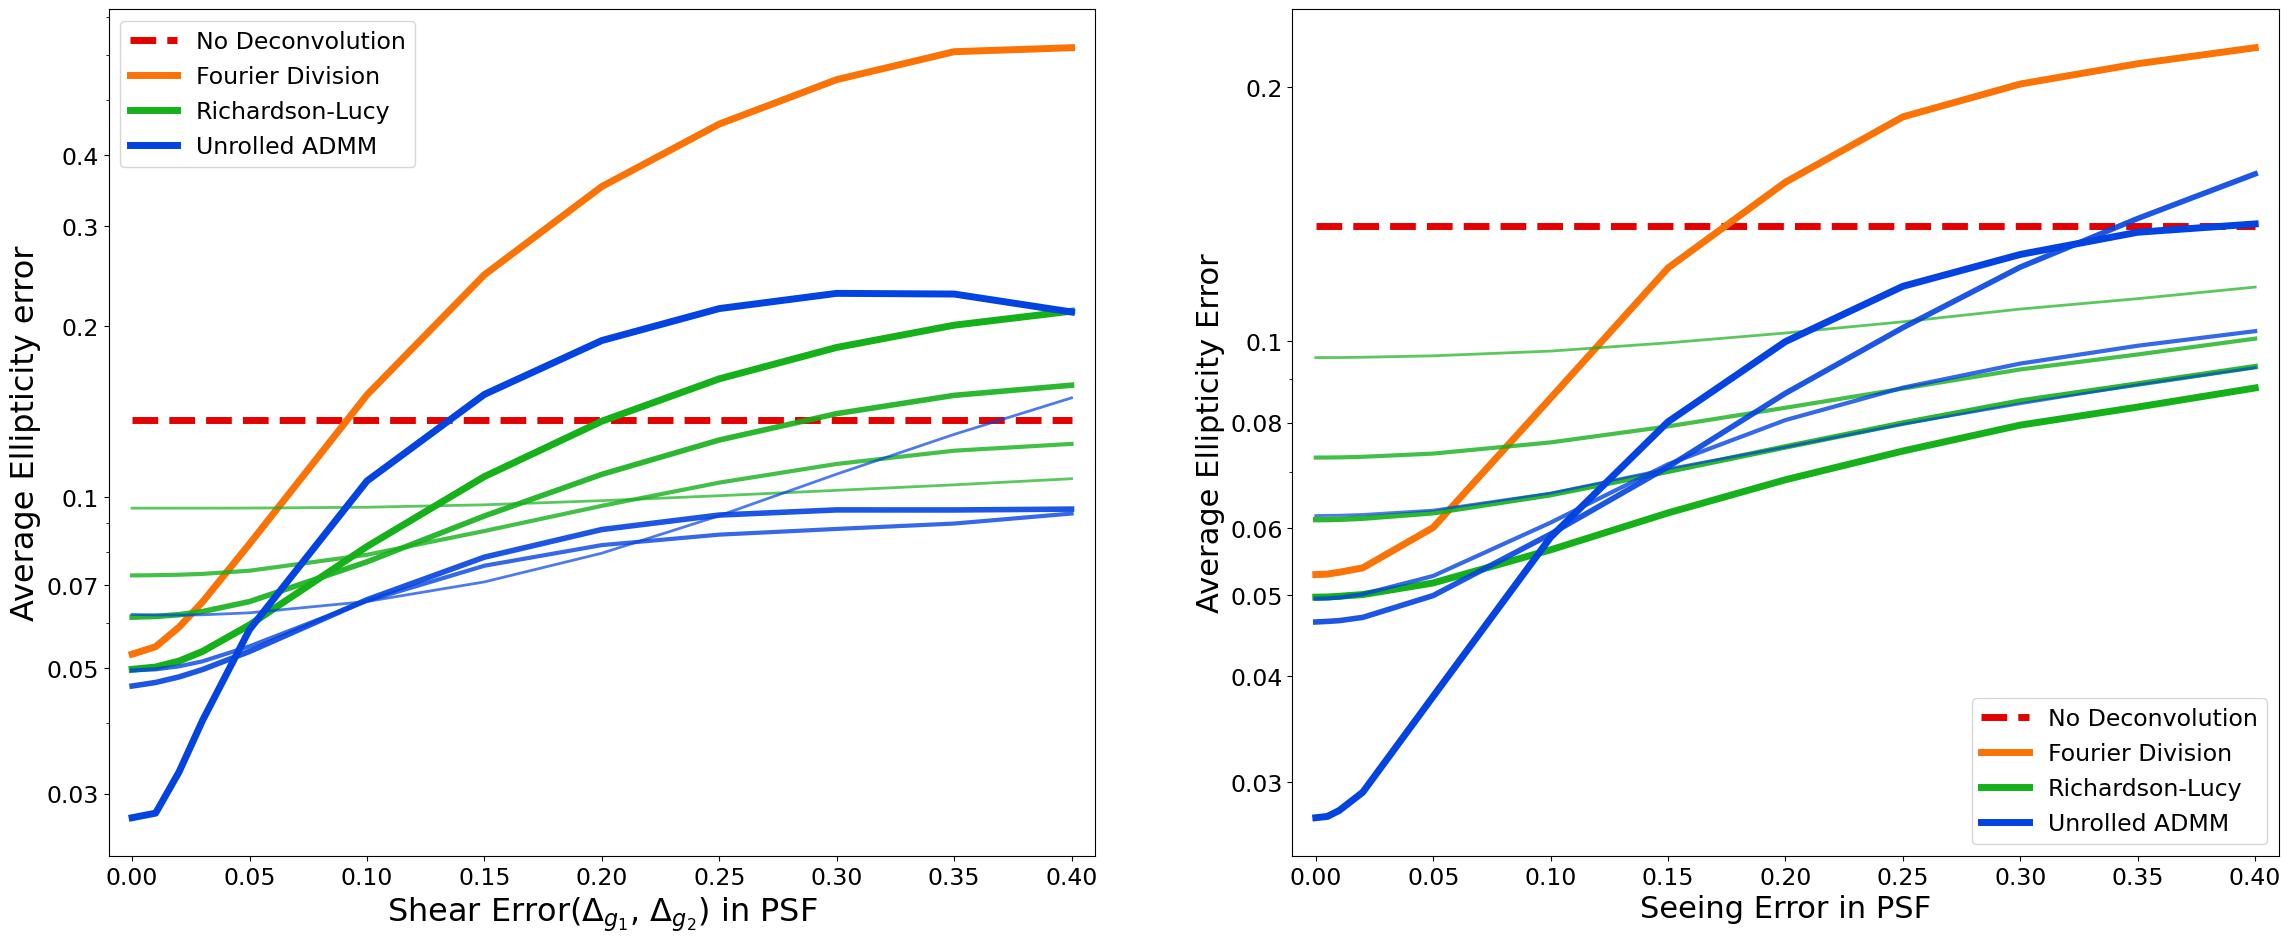 No Deconvolution
Fourier Division
Richardson-Lucy
Unrolled ADMM
Average Ellipticity error
0.4
0.3
0.2
0.1
0.07
0.05
0.03
0.00 0.05 0.10 0.15 0.20 0.25 0.30 0.35 0.40
Shear Error(Δg₁, Δg₂) in PSF
Average Ellipticity Error
0.2
0.1
0.08
0.06
0.05
0.04
0.03
No Deconvolution
Fourier Division
Richardson-Lucy
Unrolled ADMM
0.00 0.05 0.10 0.15 0.20 0.25 0.30 0.35 0.40
Seeing Error in PSF